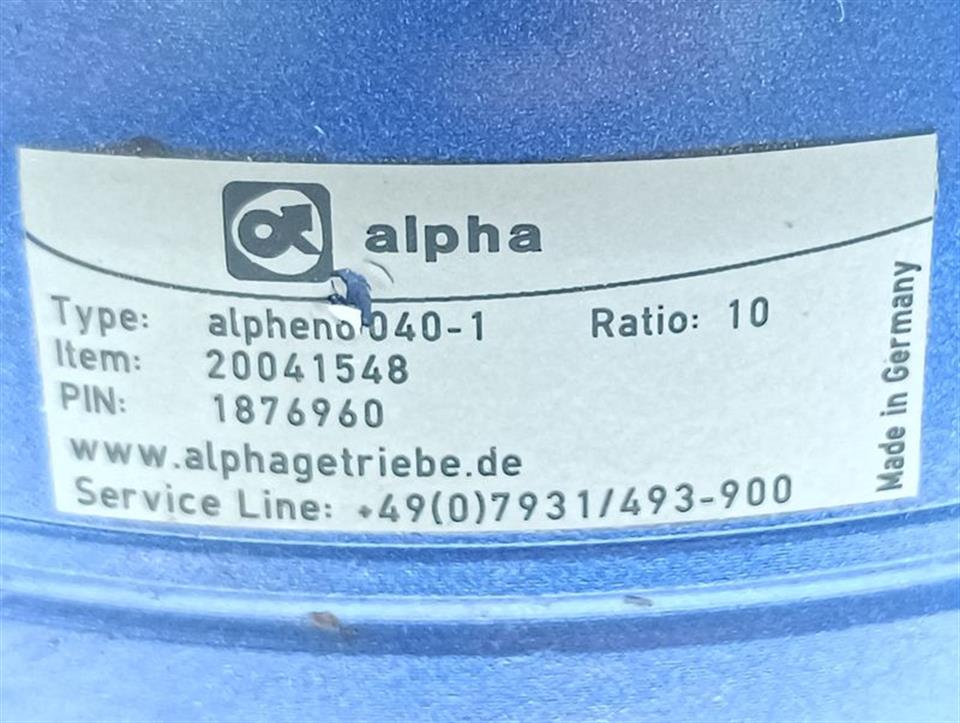 alpha
Type: alpheno 040-1 Ratio: 10
Item: 20041548
PIN: 1876960
www.alphagetriebe.de
Service Line: +49(0)7931/493-900
Made in Germany